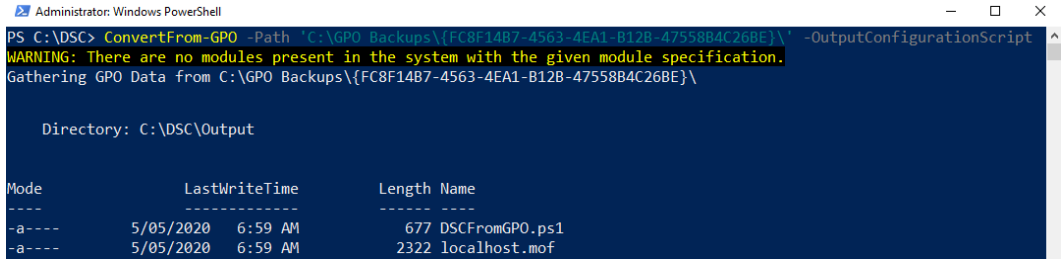 Administrator: Windows PowerShell
PS C:\DSC> ConvertFrom-GPO -Path 'C:\GPO Backups\{FC8F14B7-4563-4EA1-B12B-47558B4C26BE}\' -OutputConfigurationScript
WARNING: There are no modules present in the system with the given module specification.
Gathering GPO Data from C:\GPO Backups\{FC8F14B7-4563-4EA1-B12B-47558B4C26BE}\
Directory: C:\DSC\Output
Mode LastWriteTime Length Name
---- ------------- ------ ----
-a---- 5/05/2020 6:59 AM 677 DSCFromGPO.ps1
-a---- 5/05/2020 6:59 AM 2322 localhost.mof